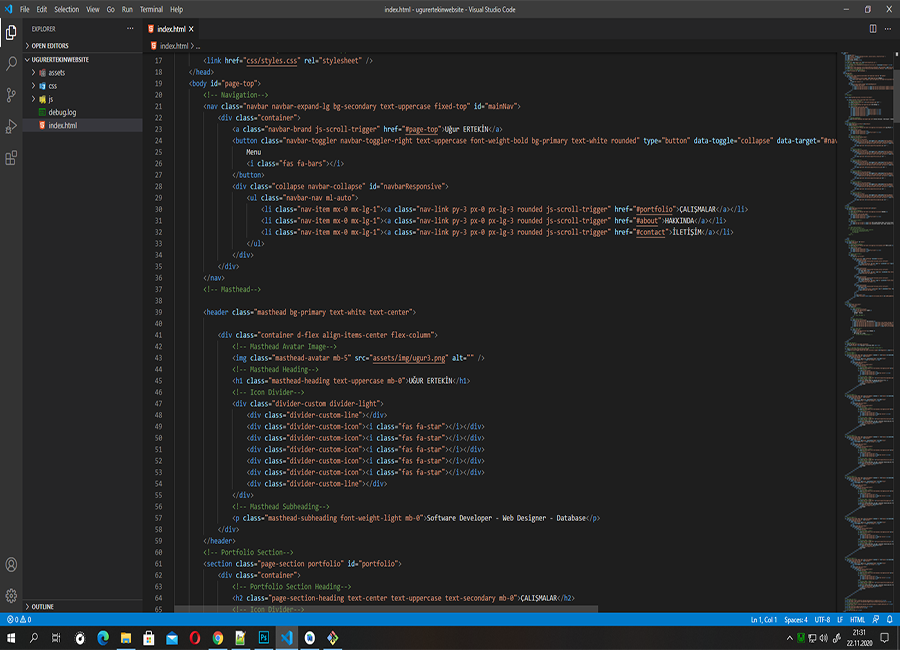 File Edit Selection View Go Run Terminal Help index.html - ugurertekinwebsite - Visual Studio Code
EXPLORER
index.html
OPEN EDITORS
index.html > ...
UGURERTEKINWEBSITE
assets
css
js
debug.log
index.html
17 <link href="css/styles.css" rel="stylesheet" />
18 </head>
19 <body id="page-top">
20 <!-- Navigation-->
21 <nav class="navbar navbar-expand-lg bg-secondary text-uppercase fixed-top" id="mainNav">
22 <div class="container">
23 <a class="navbar-brand js-scroll-trigger" href="#page-top">Uğur ERTEKİN</a>
24 <button class="navbar-toggler navbar-toggler-right text-uppercase font-weight-bold bg-primary text-white rounded" type="button" data-toggle="collapse" data-target="#nav
25 Menu
26 <i class="fas fa-bars"></i>
27 </button>
28 <div class="collapse navbar-collapse" id="navbarResponsive">
29 <ul class="navbar-nav ml-auto">
30 <li class="nav-item mx-0 mx-lg-1"><a class="nav-link py-3 px-0 px-lg-3 rounded js-scroll-trigger" href="#portfolio">ÇALIŞMALAR</a></li>
31 <li class="nav-item mx-0 mx-lg-1"><a class="nav-link py-3 px-0 px-lg-3 rounded js-scroll-trigger" href="#about">HAKKINDA</a></li>
32 <li class="nav-item mx-0 mx-lg-1"><a class="nav-link py-3 px-0 px-lg-3 rounded js-scroll-trigger" href="#contact">İLETİŞİM</a></li>
33 </ul>
34 </div>
35 </div>
36 </nav>
37 <!-- Masthead-->
38
39 <header class="masthead bg-primary text-white text-center">
40
41 <div class="container d-flex align-items-center flex-column">
42 <!-- Masthead Avatar Image-->
43 <img class="masthead-avatar mb-5" src="assets/img/ugur3.png" alt="" />
44 <!-- Masthead Heading-->
45 <h1 class="masthead-heading text-uppercase mb-0">UĞUR ERTEKİN</h1>
46 <!-- Icon Divider-->
47 <div class="divider-custom divider-light">
48 <div class="divider-custom-line"></div>
49 <div class="divider-custom-icon"><i class="fas fa-star"></i></div>
50 <div class="divider-custom-icon"><i class="fas fa-star"></i></div>
51 <div class="divider-custom-icon"><i class="fas fa-star"></i></div>
52 <div class="divider-custom-icon"><i class="fas fa-star"></i></div>
53 <div class="divider-custom-icon"><i class="fas fa-star"></i></div>
54 <div class="divider-custom-line"></div>
55 </div>
56 <!-- Masthead Subheading-->
57 <p class="masthead-subheading font-weight-light mb-0">Software Developer - Web Designer - Database</p>
58 </div>
59 </header>
60 <!-- Portfolio Section-->
61 <section class="page-section portfolio" id="portfolio">
62 <div class="container">
63 <!-- Portfolio Section Heading-->
64 <h2 class="page-section-heading text-center text-uppercase text-secondary mb-0">ÇALIŞMALAR</h2>
65 <!-- Icon Divider-->
OUTLINE
0 0 Ln 1, Col 1 Spaces: 4 UTF-8 LF HTML
21:31
22.11.2020